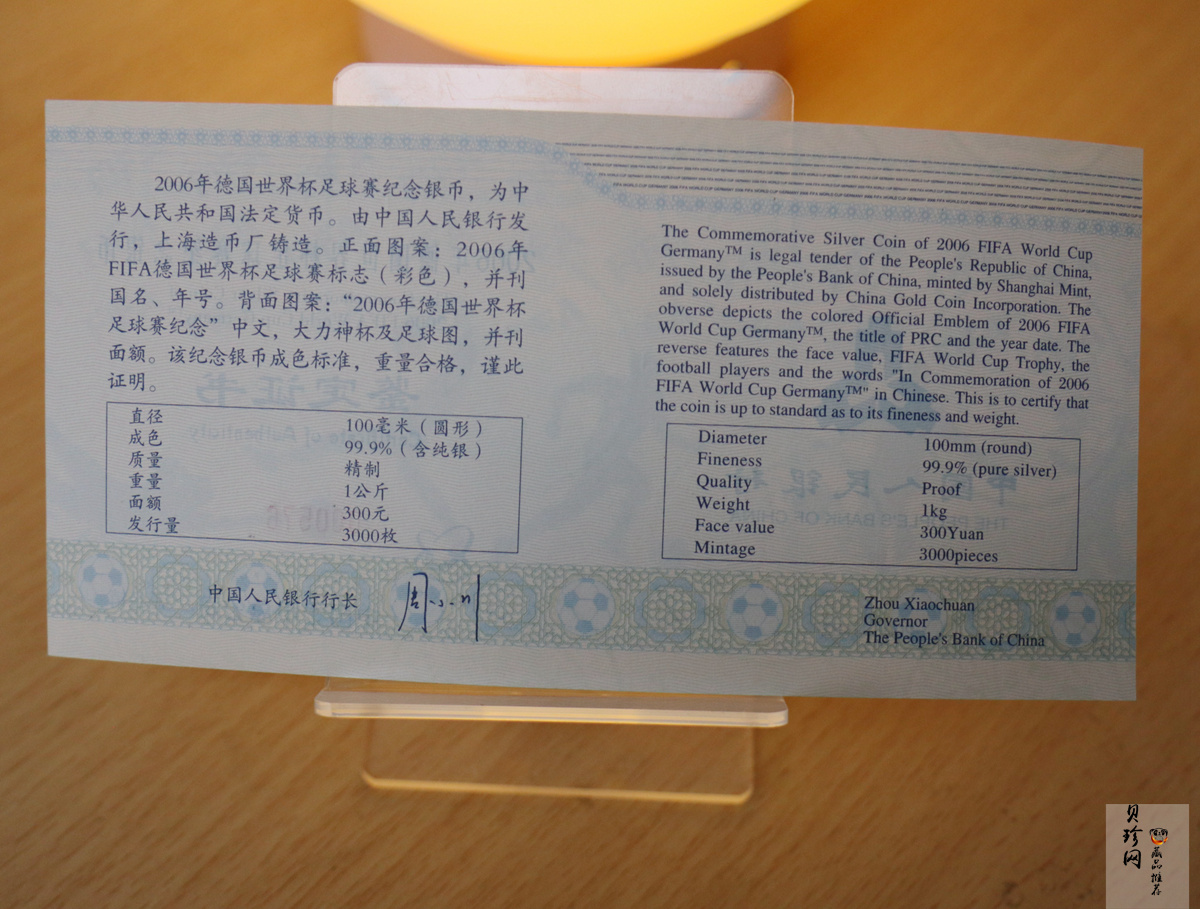 2006年德国世界杯足球赛纪念银币，为中
华人民共和国法定货币。由中国人民银行发
行，上海造币厂铸造。正面图案：2006年
FIFA德国世界杯足球赛标志（彩色），并刊
国名、年号。背面图案：“2006年德国世界杯
足球赛纪念”中文，大力神杯及足球图，并刊
面额。该纪念银币成色标准，重量合格，谨此
证明。
直径 100毫米（圆形）
成色 99.9%（含纯银）
质量 精制
重量 1公斤
面额 300元
发行量 3000枚
中国人民银行行长 周小川
The Commemorative Silver Coin of 2006 FIFA World Cup
Germany™ is legal tender of the People's Republic of China,
issued by the People's Bank of China, minted by Shanghai Mint,
and solely distributed by China Gold Coin Incorporation. The
obverse depicts the colored Official Emblem of 2006 FIFA
World Cup Germany™, the title of PRC and the year date. The
reverse features the face value, FIFA World Cup Trophy, the
football players and the words "In Commemoration of 2006
FIFA World Cup Germany™" in Chinese. This is to certify that
the coin is up to standard as to its fineness and weight.
Diameter 100mm (round)
Fineness 99.9% (pure silver)
Quality Proof
Weight 1kg
Face value 300Yuan
Mintage 3000pieces
Zhou Xiaochuan
Governor
The People's Bank of China
贝珍网
藏品推荐